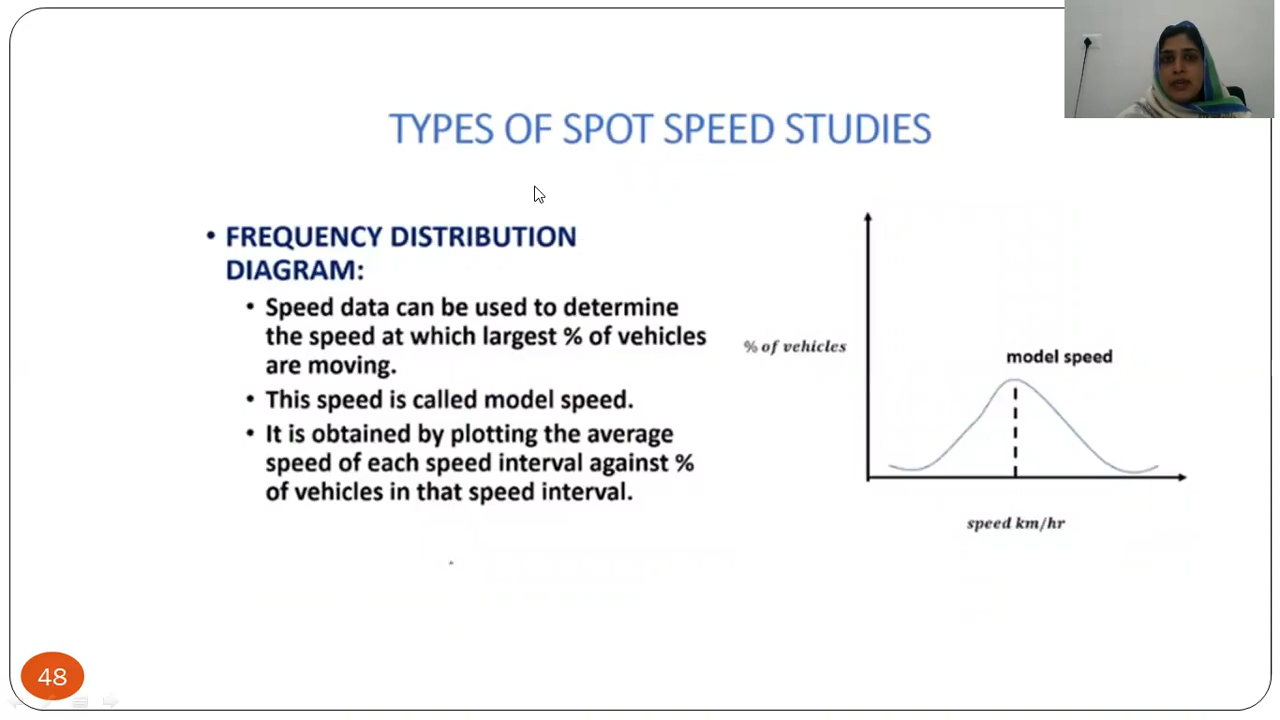 TYPES OF SPOT SPEED STUDIES
• FREQUENCY DISTRIBUTION
DIAGRAM:
• Speed data can be used to determine
the speed at which largest % of vehicles
are moving.
• This speed is called model speed.
• It is obtained by plotting the average
speed of each speed interval against %
of vehicles in that speed interval.
% of vehicles
model speed
speed km/hr
48